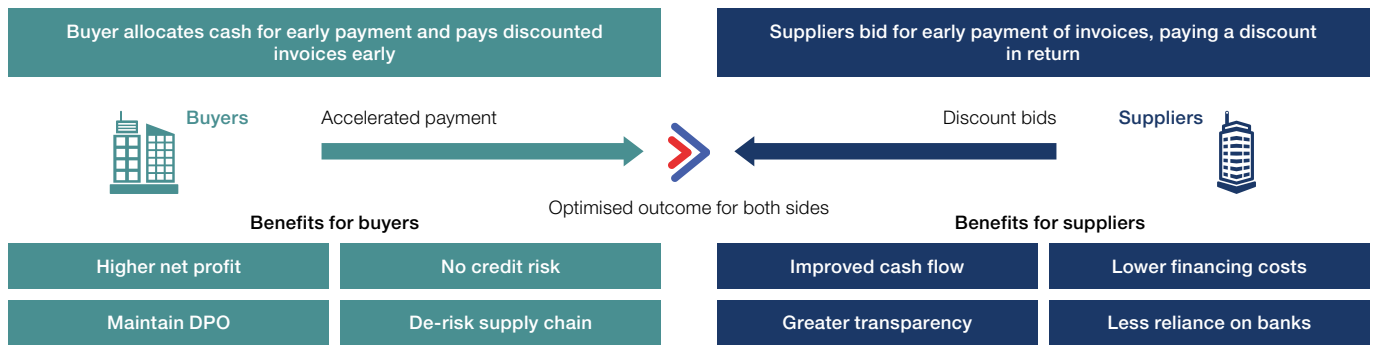 Buyer allocates cash for early payment and pays discounted
invoices early
Suppliers bid for early payment of invoices, paying a discount
in return
Buyers
Accelerated payment
Discount bids
Suppliers
Optimised outcome for both sides
Benefits for buyers
Benefits for suppliers
Higher net profit
No credit risk
Improved cash flow
Lower financing costs
Maintain DPO
De-risk supply chain
Greater transparency
Less reliance on banks